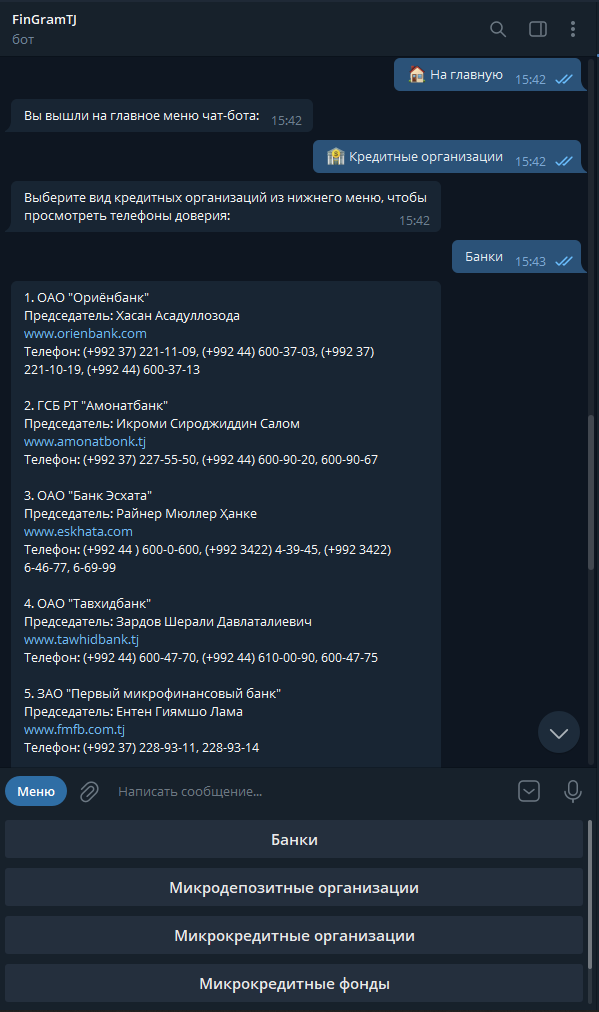 FinGramTJ
бот
На главную 15:42
Вы вышли на главное меню чат-бота: 15:42
Кредитные организации 15:42
Выберите вид кредитных организаций из нижнего меню, чтобы
просмотреть телефоны доверия:
15:42
Банки 15:43
1. ОАО "Ориёнбанк"
Председатель: Хасан Асадуллозода
www.orienbank.com
Телефон: (+992 37) 221-11-09, (+992 44) 600-37-03, (+992 37)
221-10-19, (+992 44) 600-37-13
2. ГСБ РТ "Амонатбанк"
Председатель: Икроми Сироджиддин Салом
www.amonatbonk.tj
Телефон: (+992 37) 227-55-50, (+992 44) 600-90-20, 600-90-67
3. ОАО "Банк Эсхата"
Председатель: Райнер Мюллер Ҳанке
www.eskhata.com
Телефон: (+992 44 ) 600-0-600, (+992 3422) 4-39-45, (+992 3422)
6-46-77, 6-69-99
4. ОАО "Тавхидбанк"
Председатель: Зардов Шерали Давлаталиевич
www.tawhidbank.tj
Телефон: (+992 44) 600-47-70, (+992 44) 610-00-90, 600-47-75
5. ЗАО "Первый микрофинансовый банк"
Председатель: Ентен Гиямшо Лама
www.fmfb.com.tj
Телефон: (+992 37) 228-93-11, 228-93-14
Меню
Написать сообщение...
Банки
Микродепозитные организации
Микрокредитные организации
Микрокредитные фонды